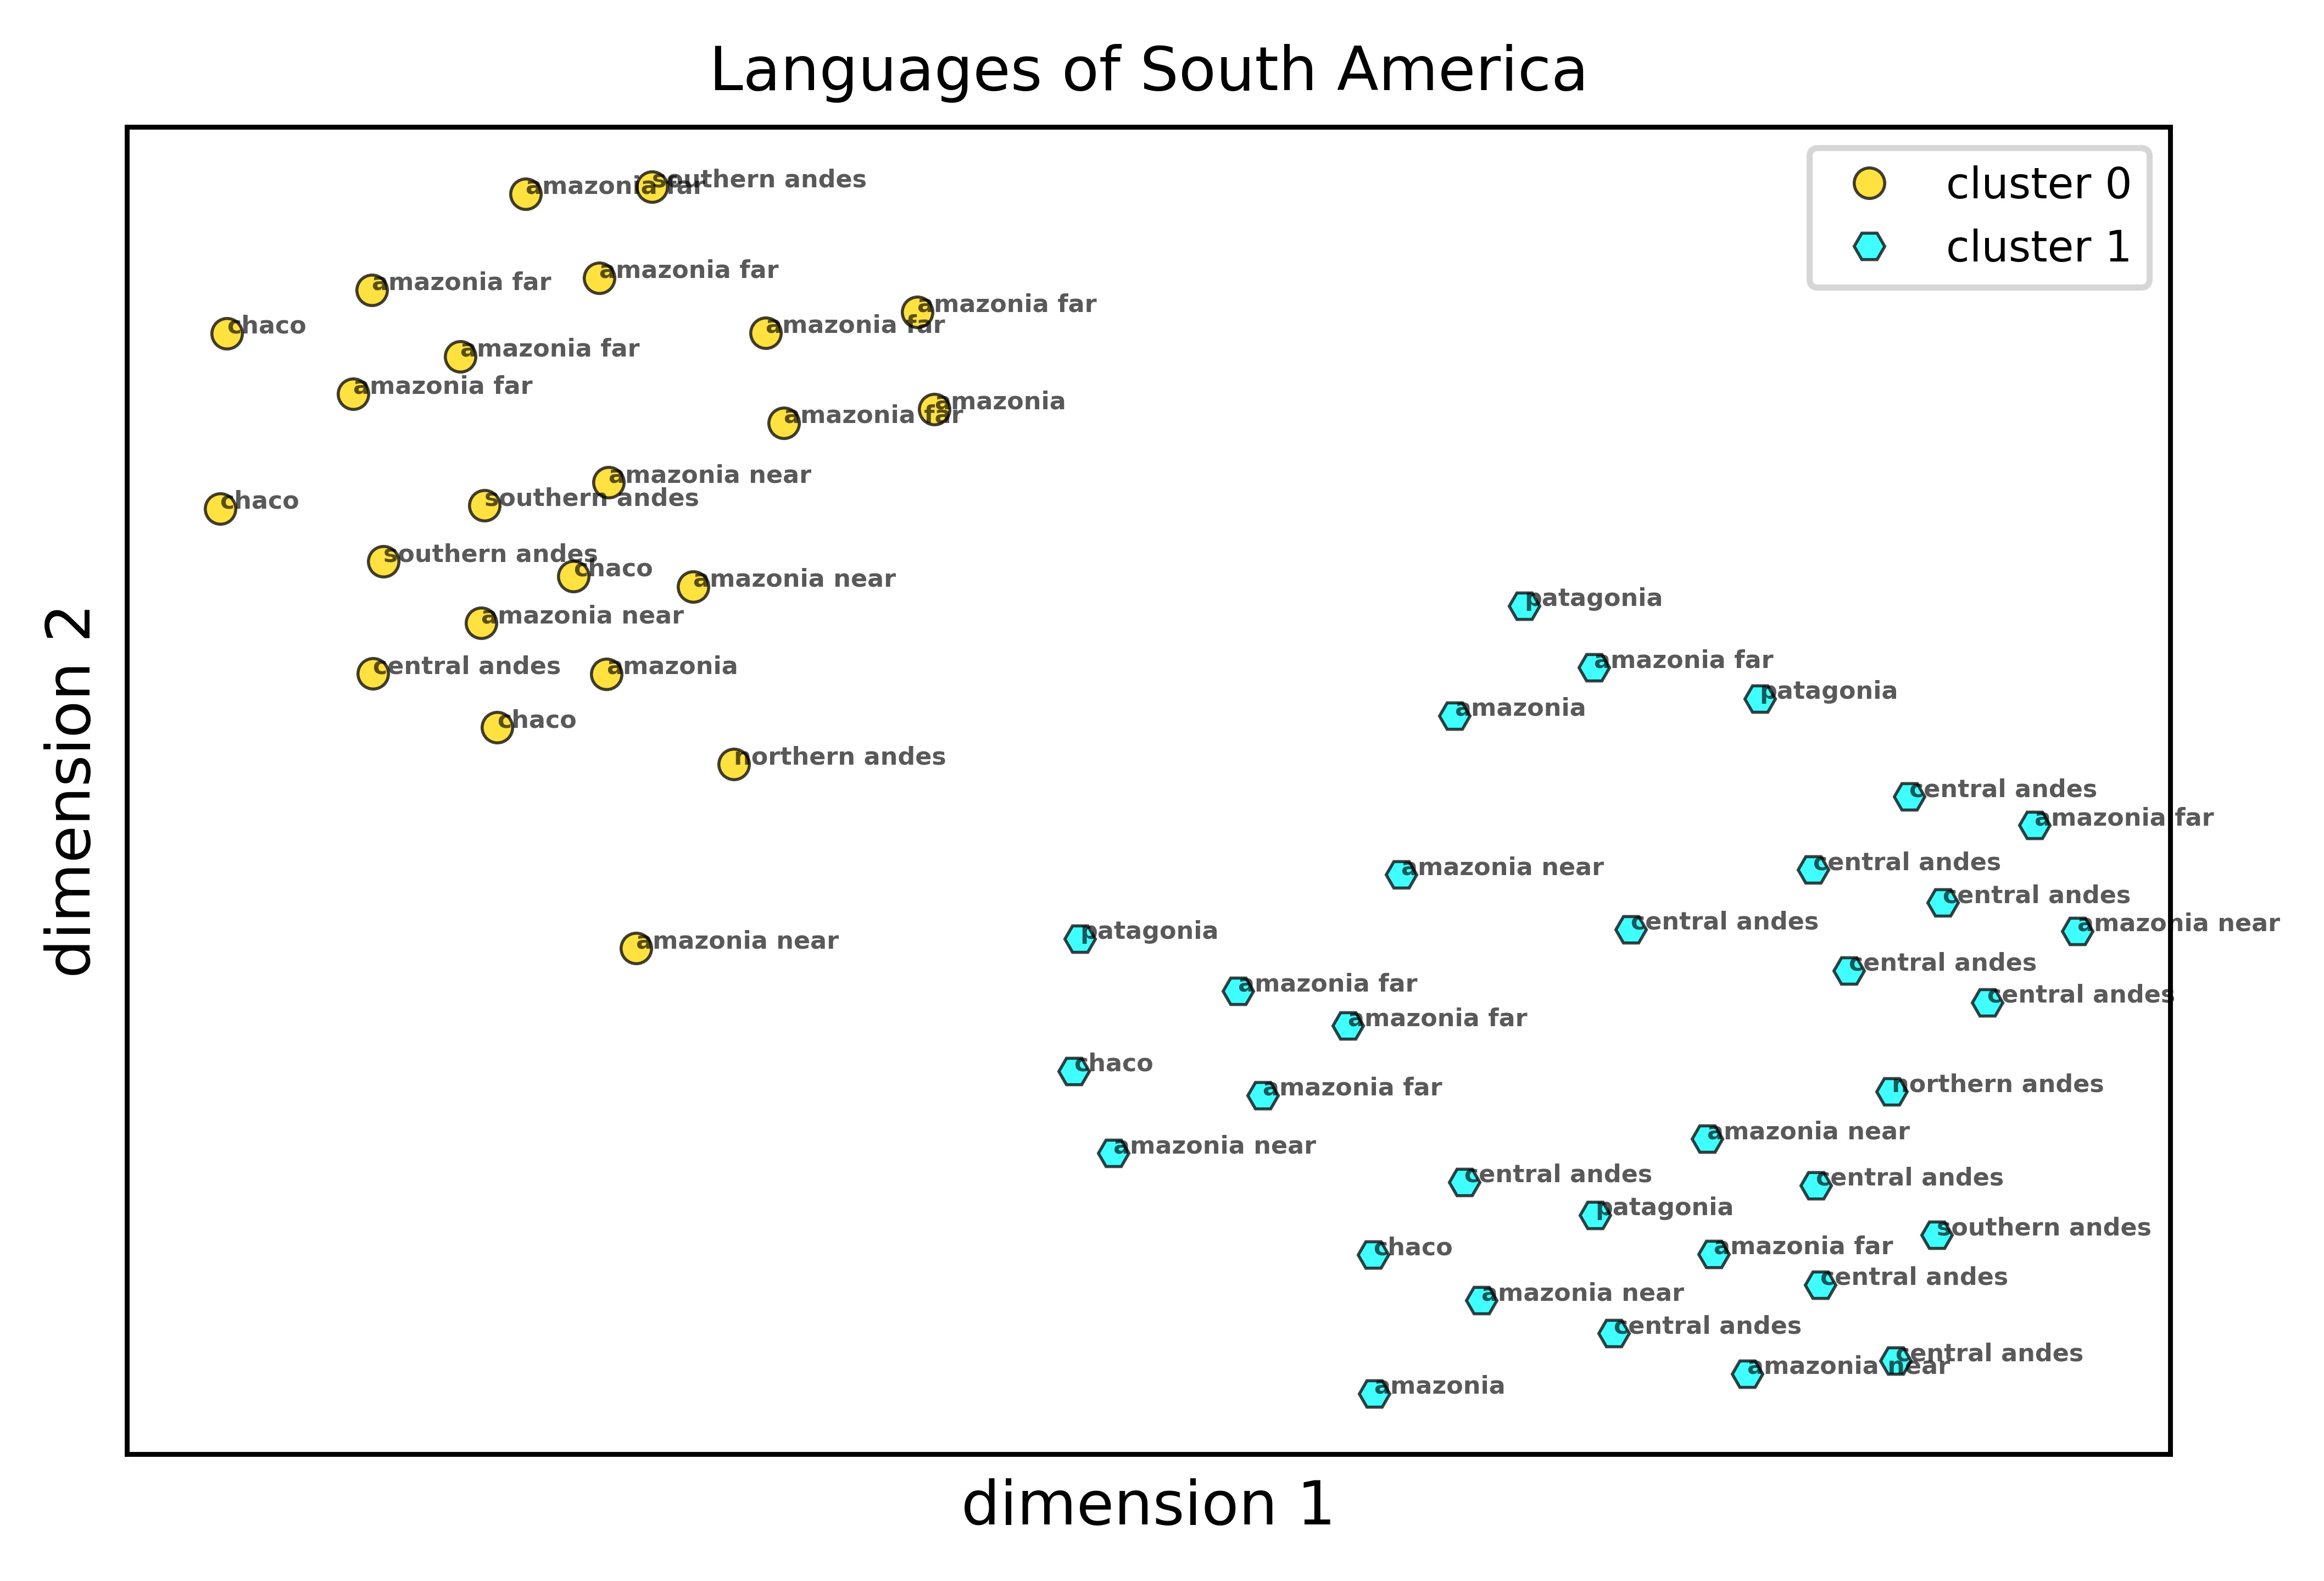 Languages of South America
cluster 0
cluster 1
amazonia far
southern andes
amazonia far
amazonia far
amazonia far
chaco
amazonia far
amazonia far
amazonia far
amazonia
amazonia far
amazonia near
southern andes
chaco
southern andes
chaco
amazonia near
patagonia
amazonia near
amazonia far
central andes
amazonia
patagonia
amazonia
chaco
northern andes
central andes
amazonia far
central andes
amazonia near
central andes
central andes
amazonia near
patagonia
amazonia near
central andes
amazonia far
central andes
amazonia far
chaco
northern andes
amazonia far
amazonia near
amazonia near
central andes
central andes
patagonia
southern andes
amazonia far
chaco
central andes
amazonia near
central andes
central andes
amazonia near
amazonia
dimension 2
dimension 1